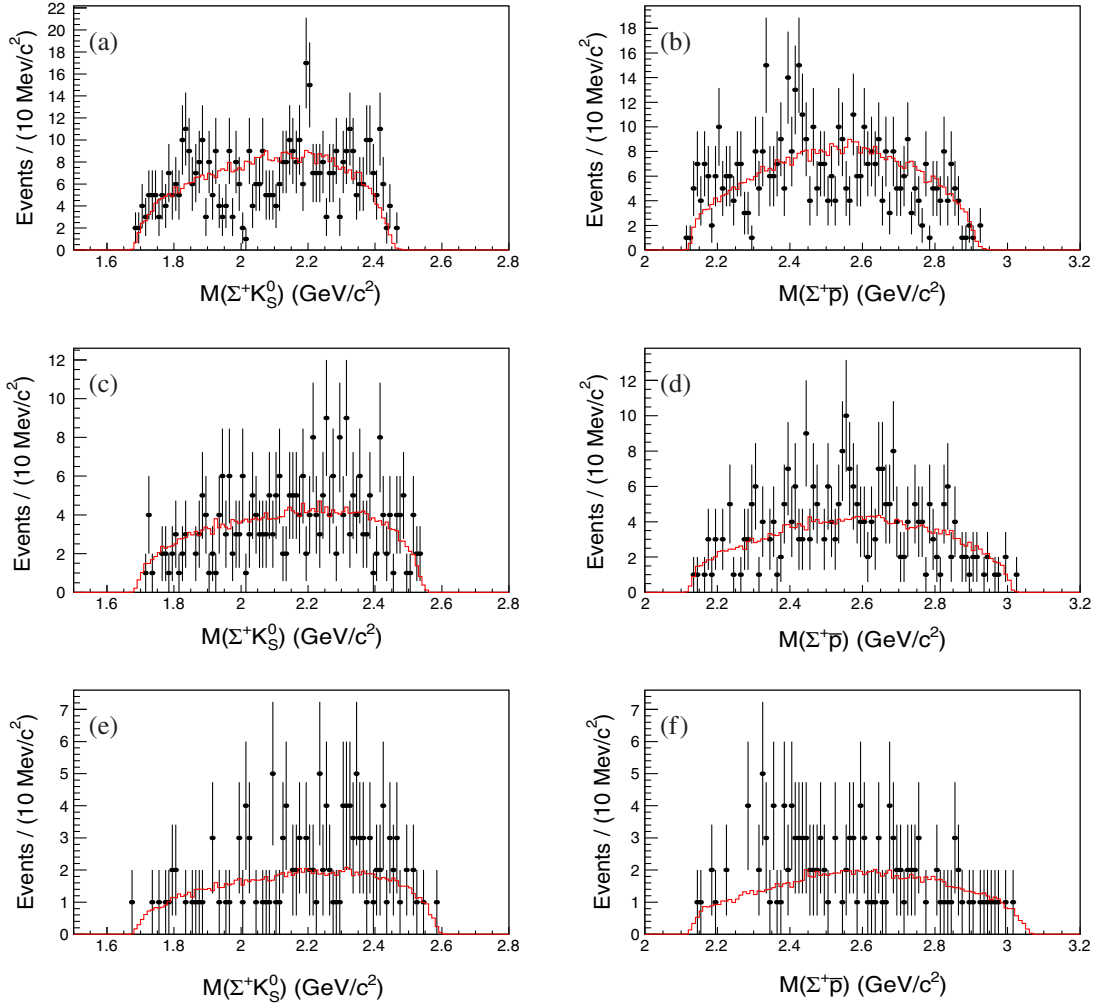 (a)
Events / (10 Mev/c²)
22
20
18
16
14
12
10
8
6
4
2
0
1.6 1.8 2 2.2 2.4 2.6 2.8
M(Σ⁺K⁰_S) (GeV/c²)
(b)
Events / (10 Mev/c²)
18
16
14
12
10
8
6
4
2
0
2 2.2 2.4 2.6 2.8 3 3.2
M(Σ⁺p̅) (GeV/c²)
(c)
Events / (10 Mev/c²)
12
10
8
6
4
2
0
1.6 1.8 2 2.2 2.4 2.6 2.8
M(Σ⁺K⁰_S) (GeV/c²)
(d)
Events / (10 Mev/c²)
12
10
8
6
4
2
0
2 2.2 2.4 2.6 2.8 3 3.2
M(Σ⁺p̅) (GeV/c²)
(e)
Events / (10 Mev/c²)
7
6
5
4
3
2
1
0
1.6 1.8 2 2.2 2.4 2.6 2.8
M(Σ⁺K⁰_S) (GeV/c²)
(f)
Events / (10 Mev/c²)
7
6
5
4
3
2
1
0
2 2.2 2.4 2.6 2.8 3 3.2
M(Σ⁺p̅) (GeV/c²)